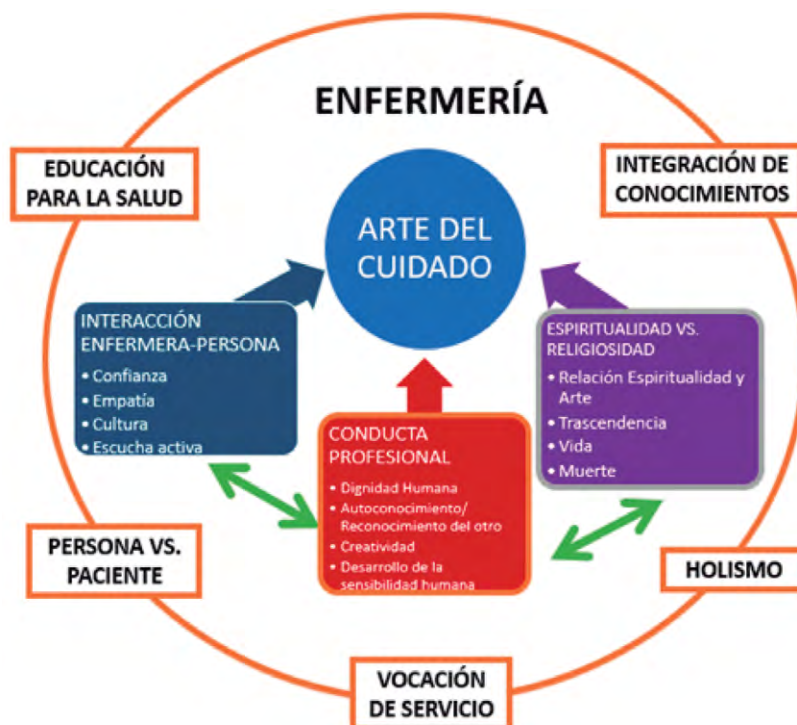 ENFERMERÍA
EDUCACIÓN
PARA LA SALUD
INTEGRACIÓN DE
CONOCIMIENTOS
ARTE DEL
CUIDADO
INTERACCIÓN
ENFERMERA-PERSONA
• Confianza
• Empatía
• Cultura
• Escucha activa
ESPIRITUALIDAD VS.
RELIGIOSIDAD
• Relación Espiritualidad y
Arte
• Trascendencia
• Vida
• Muerte
CONDUCTA
PROFESIONAL
• Dignidad Humana
• Autoconocimiento/
Reconocimiento del otro
• Creatividad
• Desarrollo de la
sensibilidad humana
PERSONA VS.
PACIENTE
HOLISMO
VOCACIÓN
DE SERVICIO